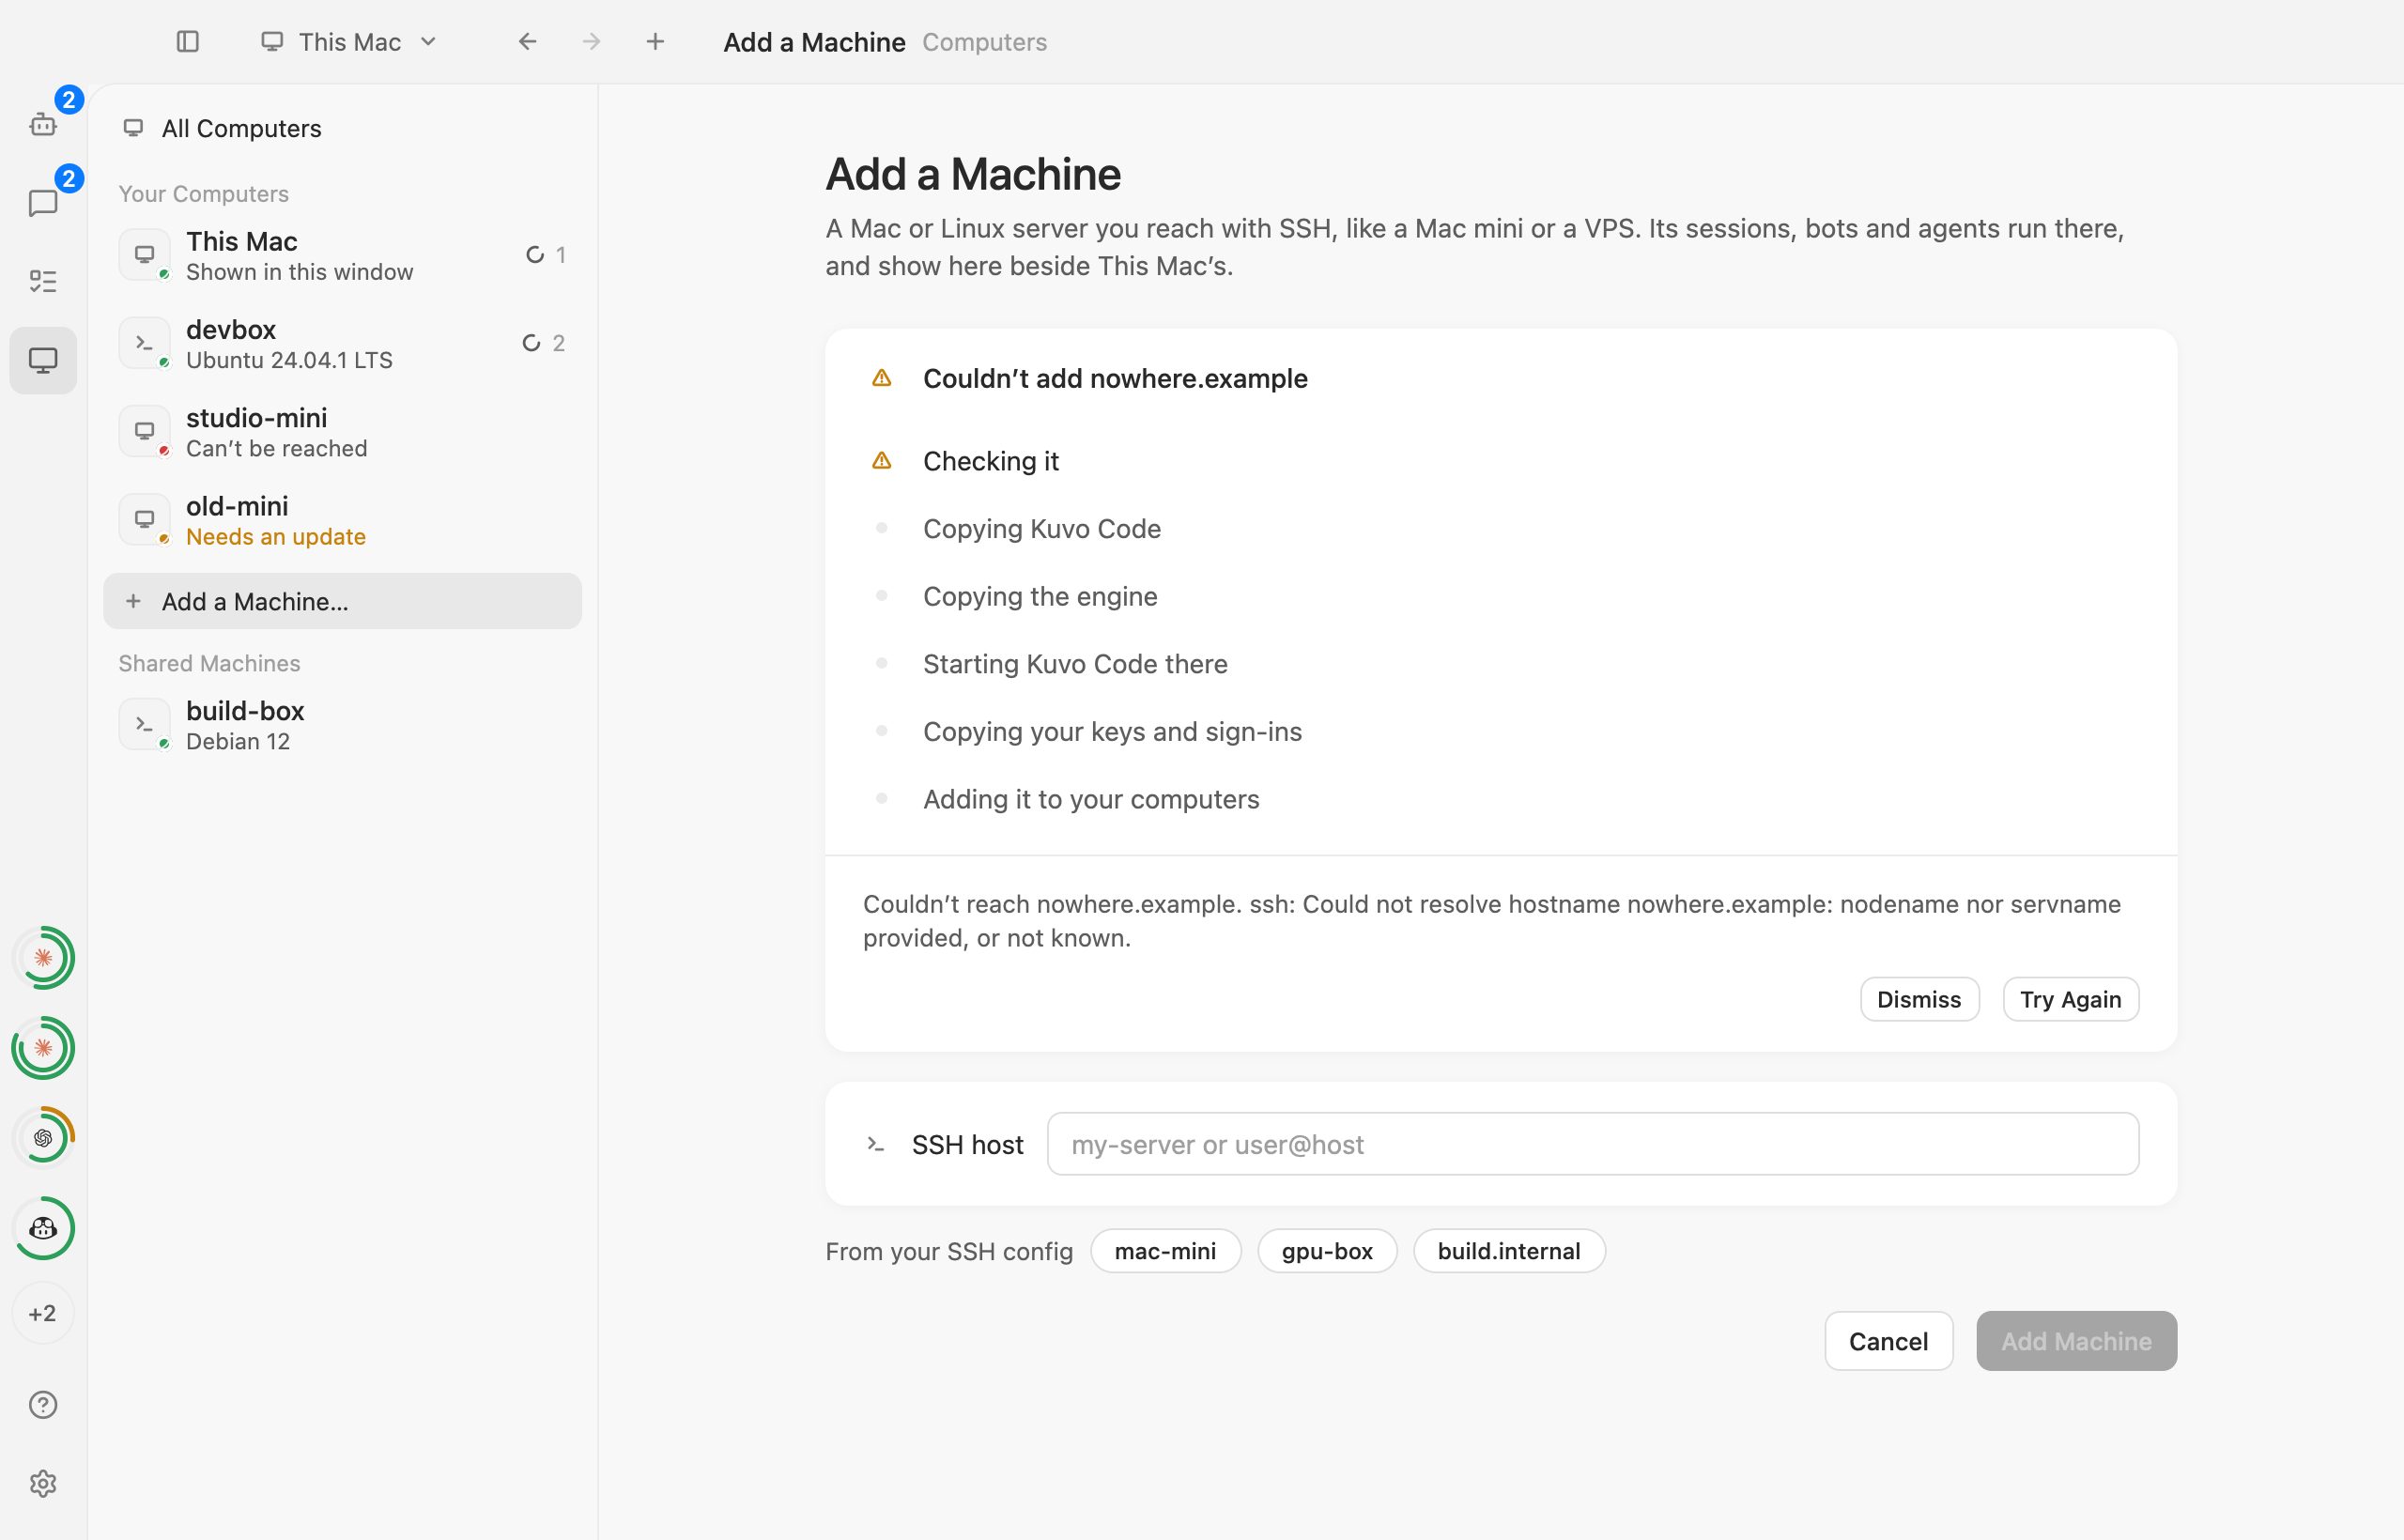 This Mac
Add a Machine Computers
2
2
All Computers
Your Computers
This Mac
Shown in this window
1
devbox
Ubuntu 24.04.1 LTS
2
studio-mini
Can’t be reached
old-mini
Needs an update
Add a Machine...
Shared Machines
build-box
Debian 12
+2
Add a Machine
A Mac or Linux server you reach with SSH, like a Mac mini or a VPS. Its sessions, bots and agents run there,
and show here beside This Mac’s.
Couldn’t add nowhere.example
Checking it
Copying Kuvo Code
Copying the engine
Starting Kuvo Code there
Copying your keys and sign-ins
Adding it to your computers
Couldn’t reach nowhere.example. ssh: Could not resolve hostname nowhere.example: nodename nor servname
provided, or not known.
Dismiss
Try Again
SSH host
my-server or user@host
From your SSH config
mac-mini
gpu-box
build.internal
Cancel
Add Machine